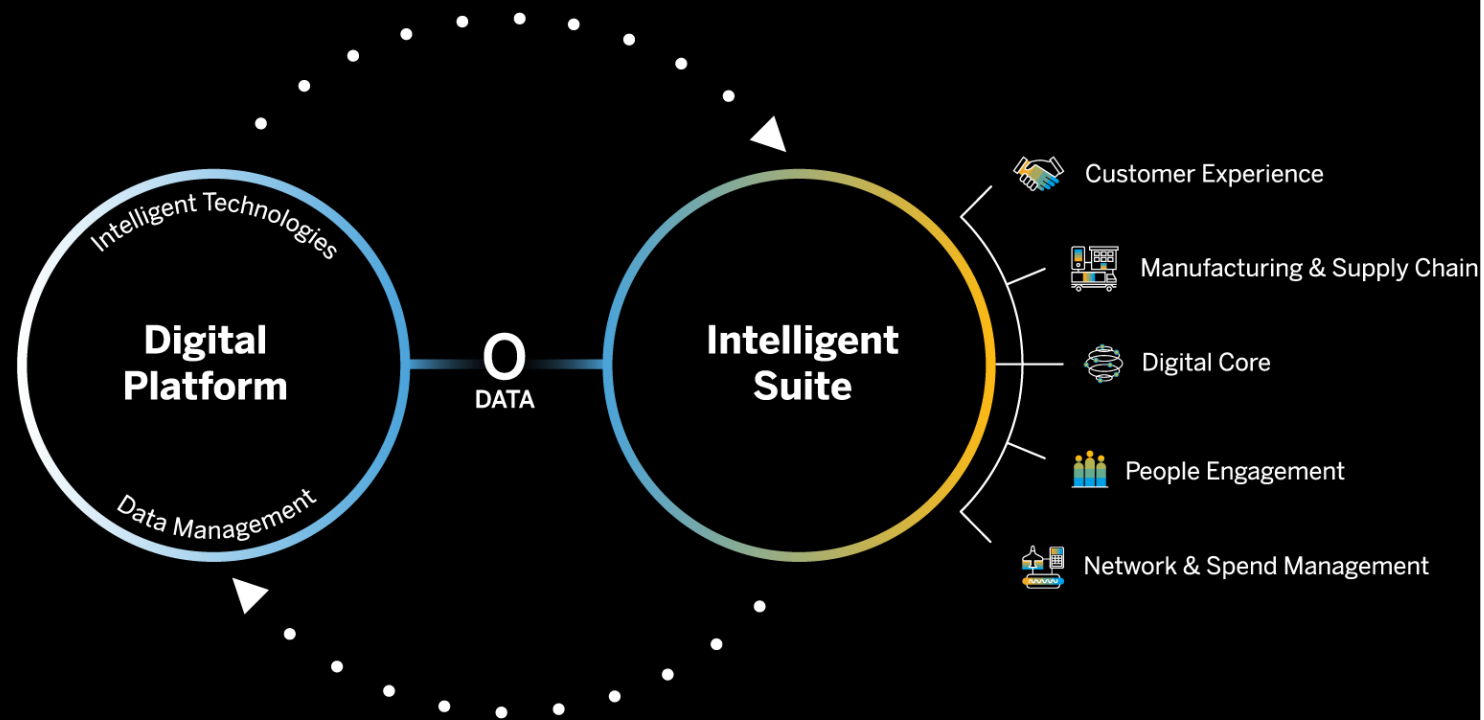 Intelligent Technologies
Digital
Platform
Data Management
O
DATA
Intelligent
Suite
Customer Experience
Manufacturing & Supply Chain
Digital Core
People Engagement
Network & Spend Management